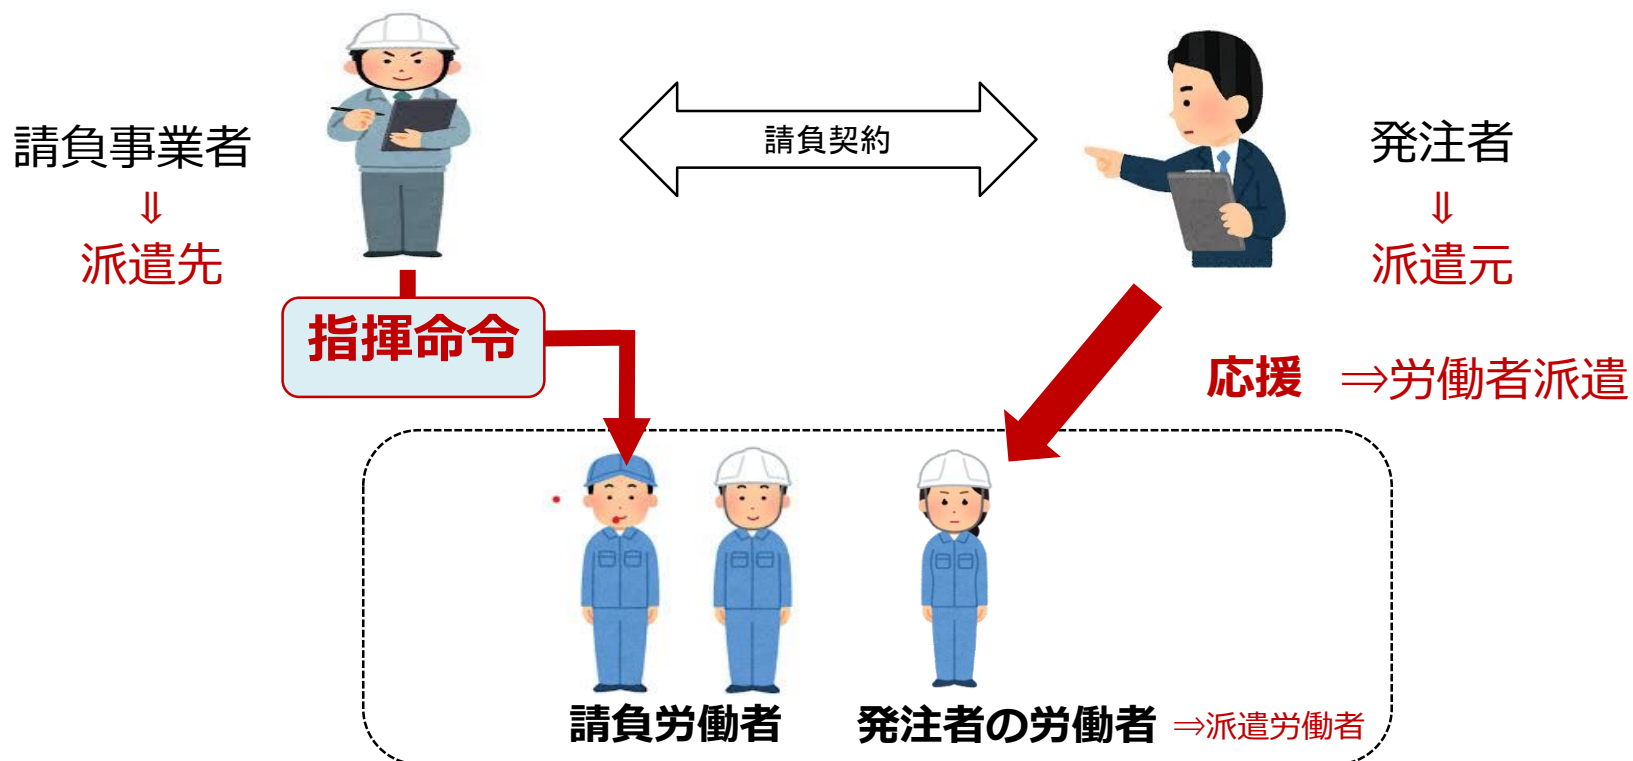 請負事業者
⇓
派遣先
請負契約
発注者
⇓
派遣元
指揮命令
応援 ⇒労働者派遣
請負労働者
発注者の労働者 ⇒派遣労働者